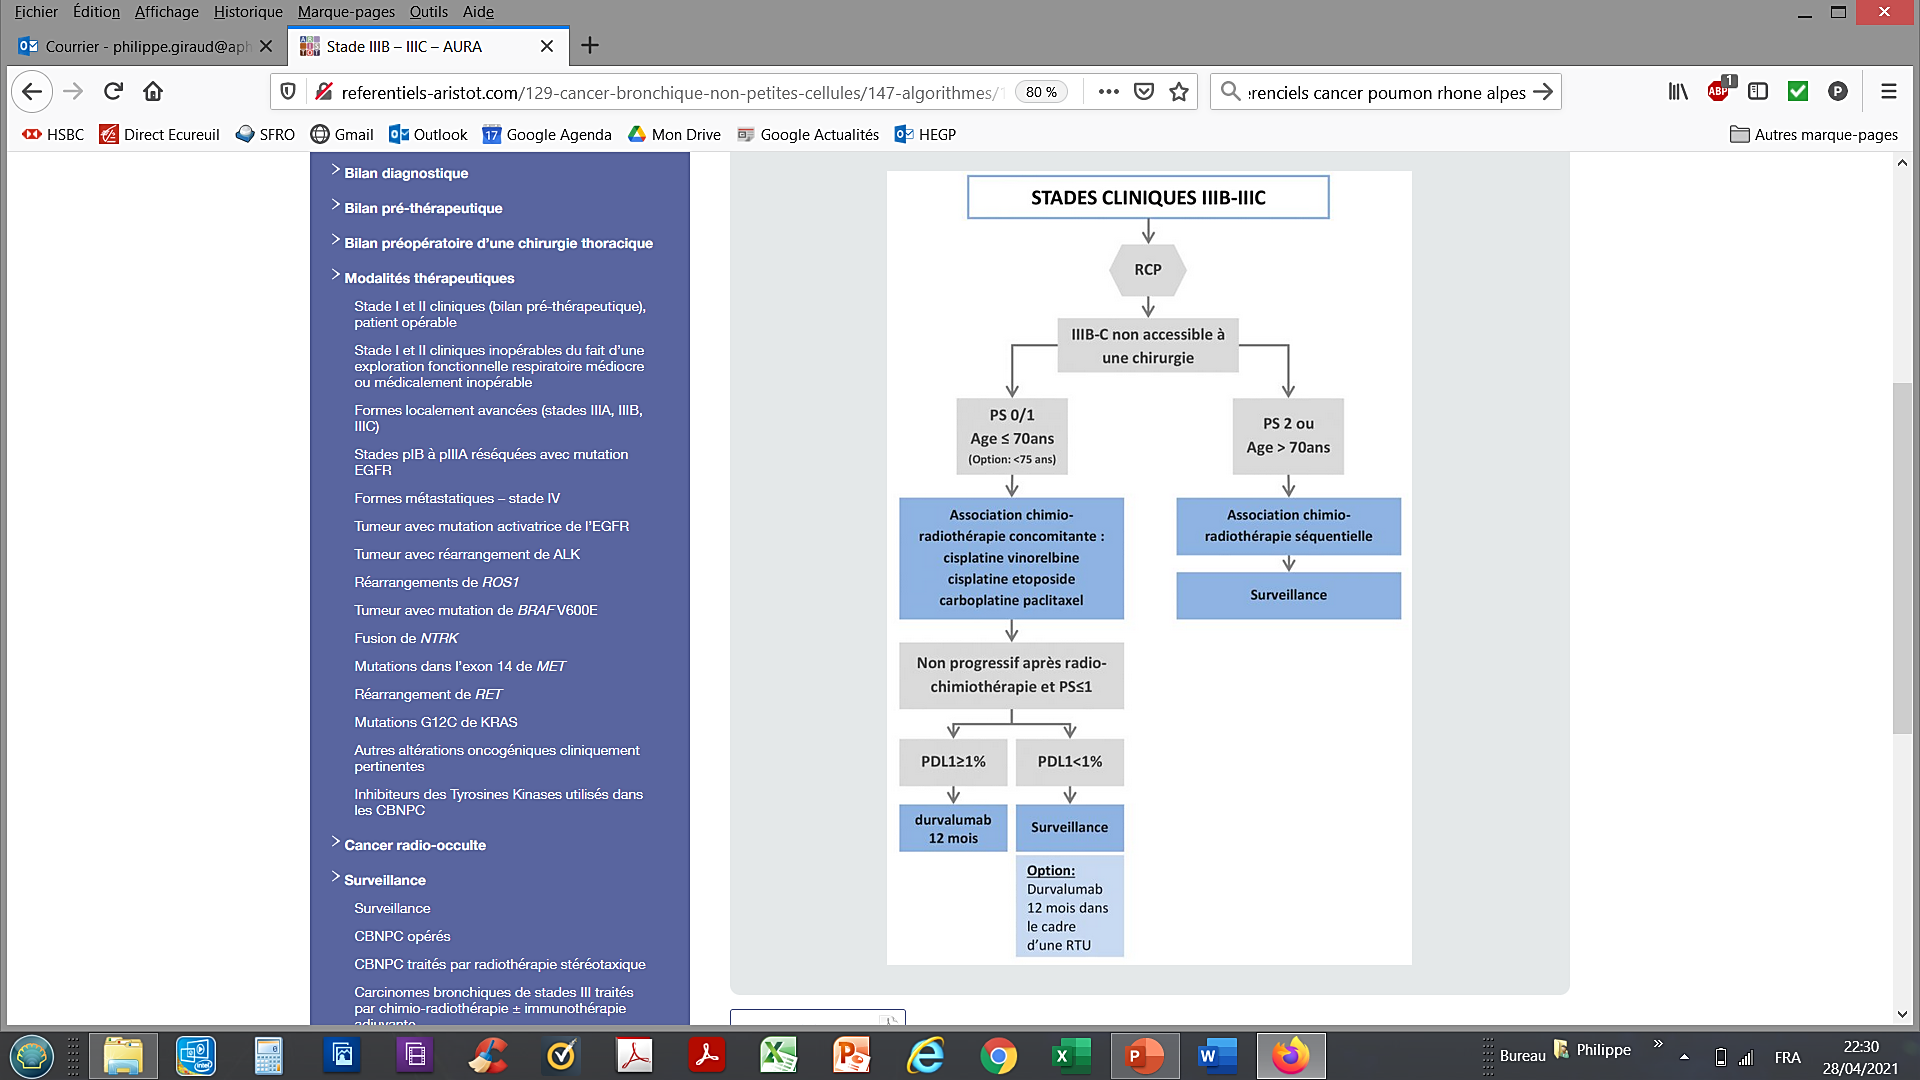 Fichier Édition Affichage Historique Marque-pages Outils Aide
Courrier - philippe.giraud@aph
Stade IIIB – IIIC – AURA
referentiels-aristot.com/129-cancer-bronchique-non-petites-cellules/147-algorithmes/
80 %
erenciels cancer poumon rhone alpes
ABP
1
P
HSBC
Direct Ecureuil
SFRO
Gmail
Outlook
17
Google Agenda
Mon Drive
Google Actualités
HEGP
Autres marque-pages
Bilan diagnostique
Bilan pré-thérapeutique
Bilan préopératoire d’une chirurgie thoracique
Modalités thérapeutiques
Stade I et II cliniques (bilan pré-thérapeutique),
patient opérable
Stade I et II cliniques inopérables du fait d’une
exploration fonctionnelle respiratoire médiocre
ou médicalement inopérable
Formes localement avancées (stades IIIA, IIIB,
IIIC)
Stades pIB à pIIIA réséquées avec mutation
EGFR
Formes métastatiques – stade IV
Tumeur avec mutation activatrice de l’EGFR
Tumeur avec réarrangement de ALK
Réarrangements de ROS1
Tumeur avec mutation de BRAF V600E
Fusion de NTRK
Mutations dans l’exon 14 de MET
Réarrangement de RET
Mutations G12C de KRAS
Autres altérations oncogéniques cliniquement
pertinentes
Inhibiteurs des Tyrosines Kinases utilisés dans
les CBNPC
Cancer radio-occulte
Surveillance
Surveillance
CBNPC opérés
CBNPC traités par radiothérapie stéréotaxique
Carcinomes bronchiques de stades III traités
par chimio-radiothérapie ± immunothérapie
adjuvante
STADES CLINIQUES IIIB-IIIC
RCP
IIIB-C non accessible à
une chirurgie
PS 0/1
Age ≤ 70ans
(Option: <75 ans)
PS 2 ou
Age > 70ans
Association chimio-
radiothérapie concomitante :
cisplatine vinorelbine
cisplatine etoposide
carboplatine paclitaxel
Association chimio-
radiothérapie séquentielle
Surveillance
Non progressif après radio-
chimiothérapie et PS≤1
PDL1≥1%
PDL1<1%
durvalumab
12 mois
Surveillance
Option:
Durvalumab
12 mois dans
le cadre
d’une RTU
Bureau
Philippe
FRA
22:30
28/04/2021